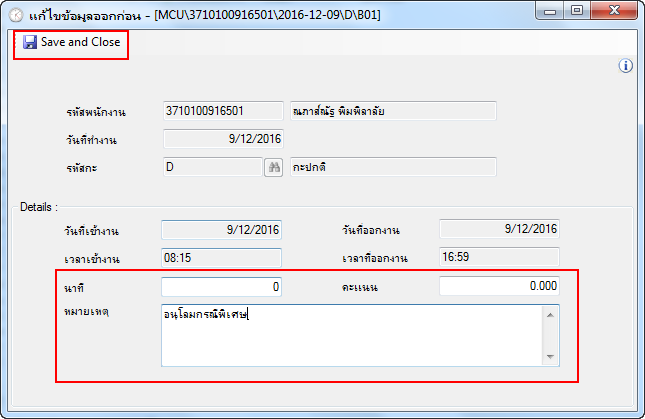 แก้ไขข้อมูลออกก่อน - [MCU\3710100916501\2016-12-09\D\B01]
Save and Close
รหัสพนักงาน 3710100916501 ณภาส์ณัฐ พิมพิลาลัย
วันที่ทำงาน 9/12/2016
รหัสกะ D กะปกติ
Details :
วันที่เข้างาน 9/12/2016 วันที่ออกงาน 9/12/2016
เวลาเข้างาน 08:15 เวลาที่ออกงาน 16:59
นาที 0 คะแนน 0.000
หมายเหตุ อนุโลมกรณีพิเศษ